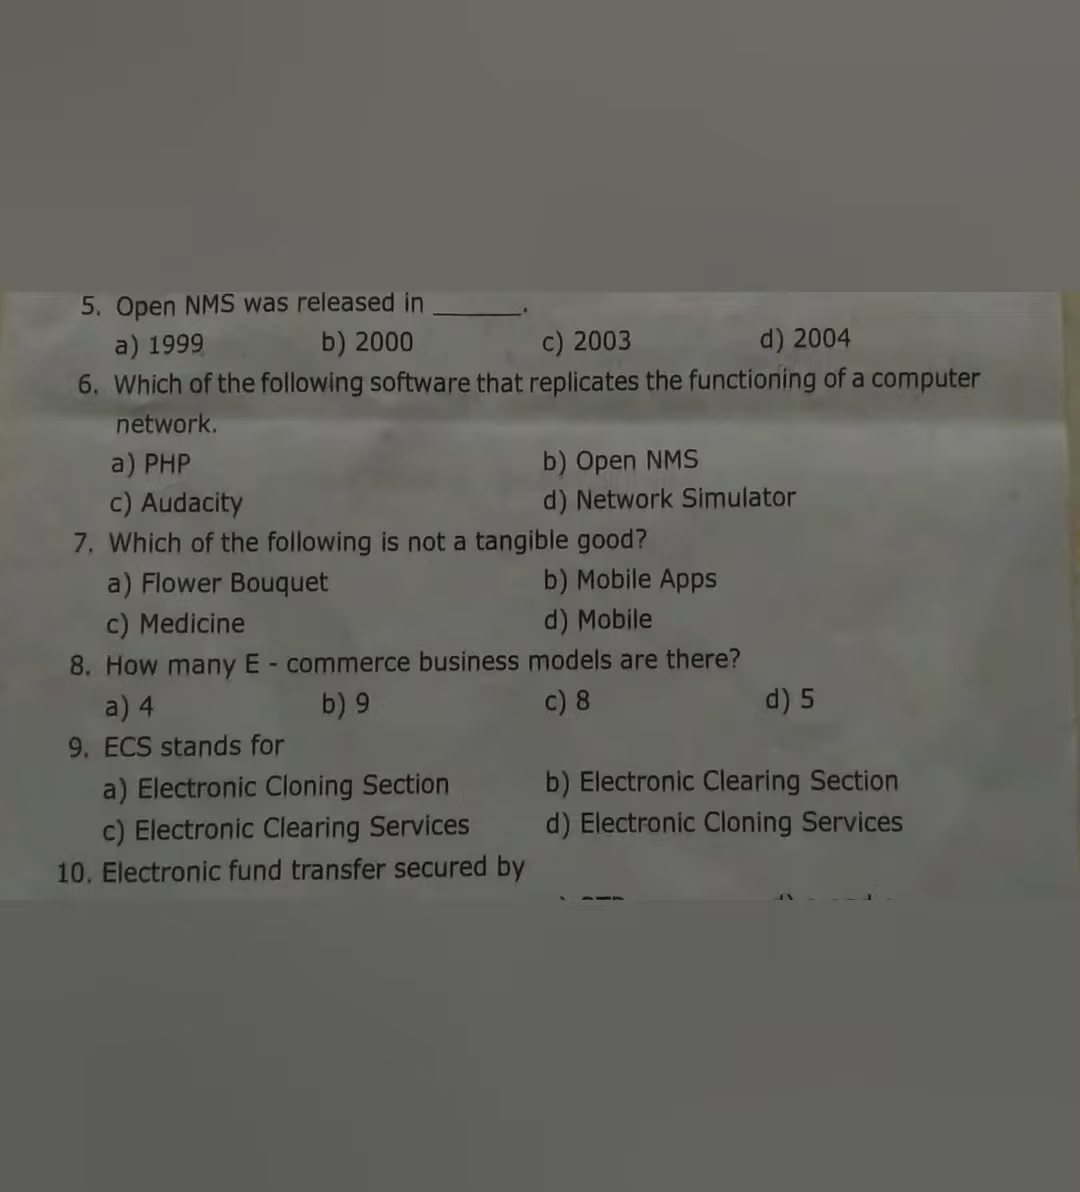 5. Open NMS was released in _______.
a) 1999 b) 2000 c) 2003 d) 2004
6. Which of the following software that replicates the functioning of a computer
network.
a) PHP b) Open NMS
c) Audacity d) Network Simulator
7. Which of the following is not a tangible good?
a) Flower Bouquet b) Mobile Apps
c) Medicine d) Mobile
8. How many E - commerce business models are there?
a) 4 b) 9 c) 8 d) 5
9. ECS stands for
a) Electronic Cloning Section b) Electronic Clearing Section
c) Electronic Clearing Services d) Electronic Cloning Services
10. Electronic fund transfer secured by